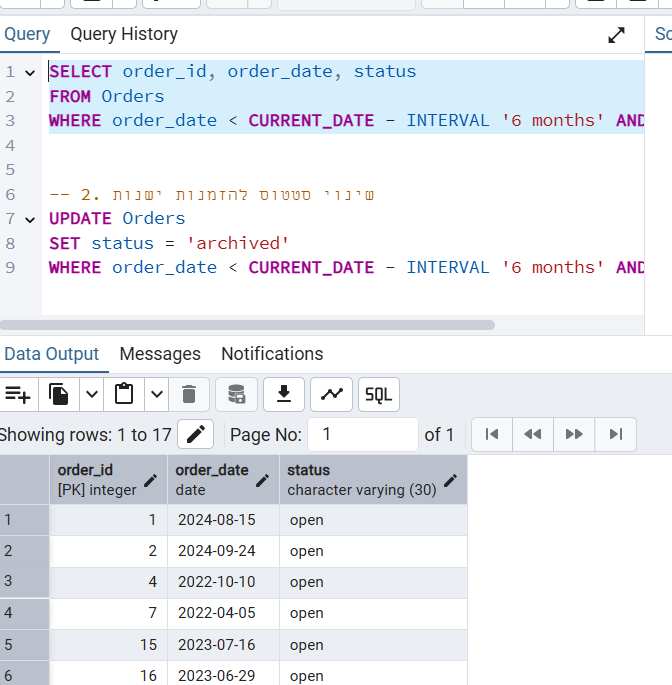 Query Query History
Sc
1 SELECT order_id, order_date, status
2 FROM Orders
3 WHERE order_date < CURRENT_DATE - INTERVAL '6 months' AND
4
5
6 -- 2. שינוי סטטוס להזמנות ישנות
7 UPDATE Orders
8 SET status = 'archived'
9 WHERE order_date < CURRENT_DATE - INTERVAL '6 months' AND
Data Output Messages Notifications
SQL
Showing rows: 1 to 17 Page No: 1 of 1
order_id order_date status
[PK] integer date character varying (30)
1 1 2024-08-15 open
2 2 2024-09-24 open
3 4 2022-10-10 open
4 7 2022-04-05 open
5 15 2023-07-16 open
6 16 2023-06-29 open